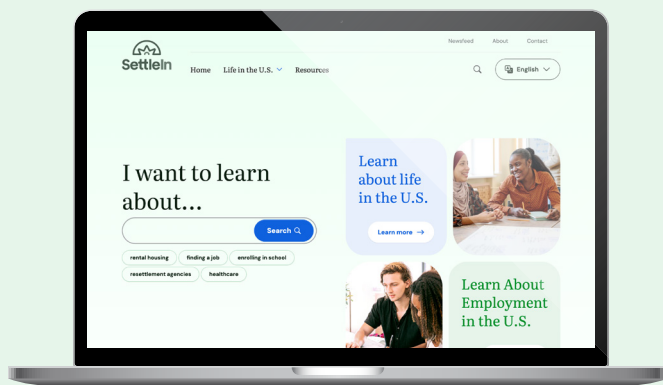 Newsfeed About Contact
SettleIn
Home Life in the U.S. Resources
English
I want to learn
about...
Search
rental housing finding a job enrolling in school
resettlement agencies healthcare
Learn
about life
in the U.S.
Learn more →
Learn About
Employment
in the U.S.